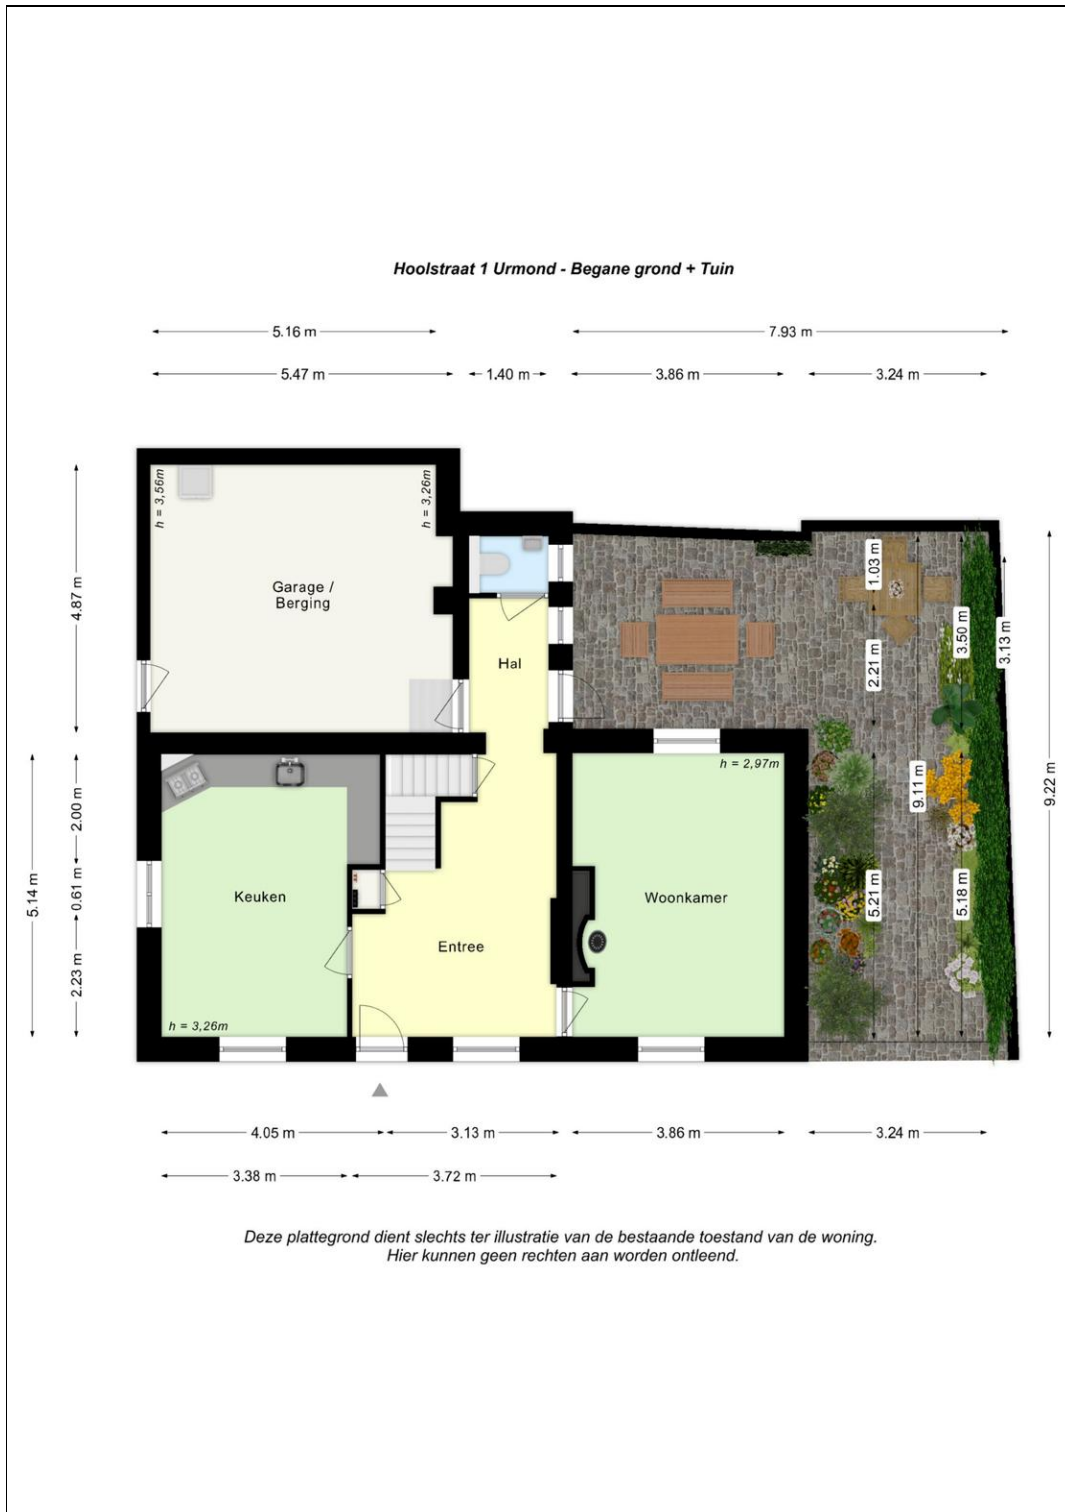 Hoolstraat 1 Urmond - Begane grond + Tuin
5.16 m
7.93 m
5.47 m
1.40 m
3.86 m
3.24 m
h = 3,56m
h = 3,26m
4.87 m
Garage /
Berging
Hal
1.03 m
2.21 m
3.50 m
3.13 m
9.11 m
9.22 m
h = 2,97m
5.14 m
2.00 m
0.61 m
2.23 m
Keuken
Entree
Woonkamer
5.21 m
5.18 m
h = 3,26m
4.05 m
3.13 m
3.86 m
3.24 m
3.38 m
3.72 m
Deze plattegrond dient slechts ter illustratie van de bestaande toestand van de woning.
Hier kunnen geen rechten aan worden ontleend.